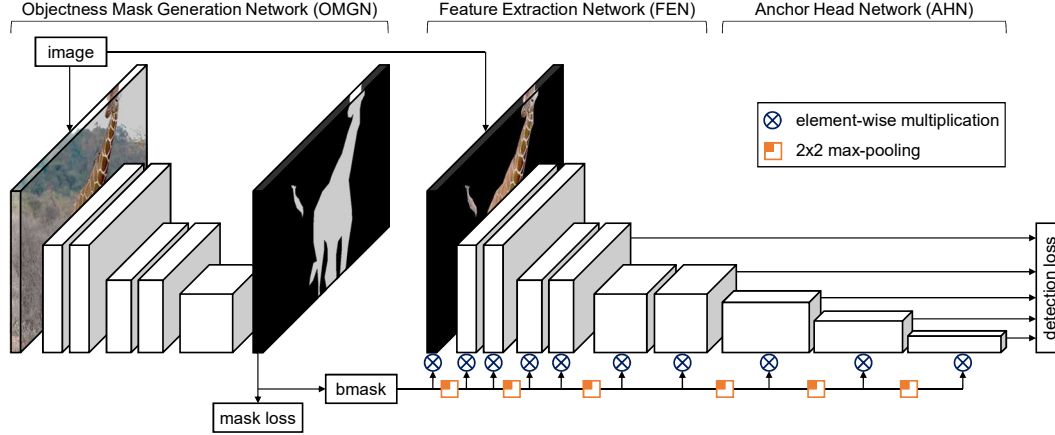 Objectness Mask Generation Network (OMGN)
Feature Extraction Network (FEN)
Anchor Head Network (AHN)
image
element-wise multiplication
2x2 max-pooling
detection loss
bmask
mask loss